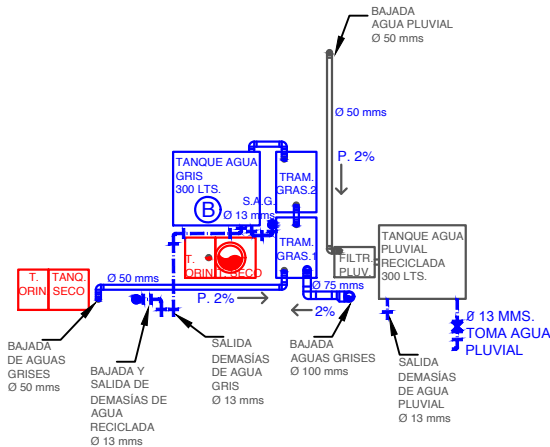 BAJADA
AGUA PLUVIAL
Ø 50 mms
Ø 50 mms
P. 2%
TANQUE AGUA
GRIS
300 LTS.
B
TRAM.
GRAS.2
S.A.G.
Ø 13 mms
TRAM.
GRAS.1
TANQUE AGUA
PLUVIAL
RECICLADA
300 LTS.
FILTR.
PLUV.
T.
ORIN
T. SECO
T.
ORIN
TANQ.
SECO
Ø 50 mms
P. 2%
Ø 75 mms
2%
Ø 13 MMS.
TOMA AGUA
PLUVIAL
BAJADA
DE AGUAS
GRISES
Ø 50 mms
BAJADA Y
SALIDA DE
DEMASÍAS DE
AGUA
RECICLADA
Ø 13 mms
SALIDA
DEMASÍAS
DE AGUA
GRIS
Ø 13 mms
BAJADA
AGUAS GRISES
Ø 100 mms
SALIDA
DEMASÍAS
DE AGUA
PLUVIAL
Ø 13 mms